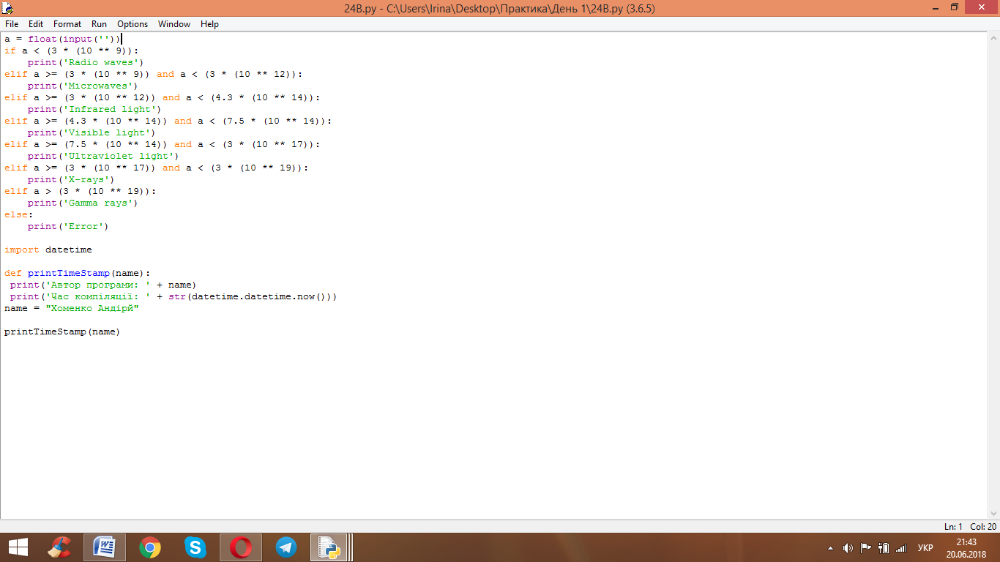 24B.py - C:\Users\Irina\Desktop\Практика\День 1\24B.py (3.6.5)
File Edit Format Run Options Window Help
a = float(input(''))
if a < (3 * (10 ** 9)):
    print('Radio waves')
elif a >= (3 * (10 ** 9)) and a < (3 * (10 ** 12)):
    print('Microwaves')
elif a >= (3 * (10 ** 12)) and a < (4.3 * (10 ** 14)):
    print('Infrared light')
elif a >= (4.3 * (10 ** 14)) and a < (7.5 * (10 ** 14)):
    print('Visible light')
elif a >= (7.5 * (10 ** 14)) and a < (3 * (10 ** 17)):
    print('Ultraviolet light')
elif a >= (3 * (10 ** 17)) and a < (3 * (10 ** 19)):
    print('X-rays')
elif a > (3 * (10 ** 19)):
    print('Gamma rays')
else:
    print('Error')
import datetime
def printTimeStamp(name):
 print('Автор програми: ' + name)
 print('Час компіляції: ' + str(datetime.datetime.now()))
name = "Хоменко Андірй"
printTimeStamp(name)
Ln: 1 Col: 20
УКР
21:43
20.06.2018